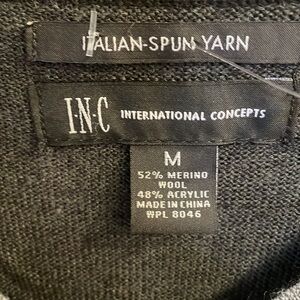 ITALIAN-SPUN YARN
I·N·C INTERNATIONAL CONCEPTS
M
52% MERINO
WOOL
48% ACRYLIC
MADE IN CHINA
WPL 8046